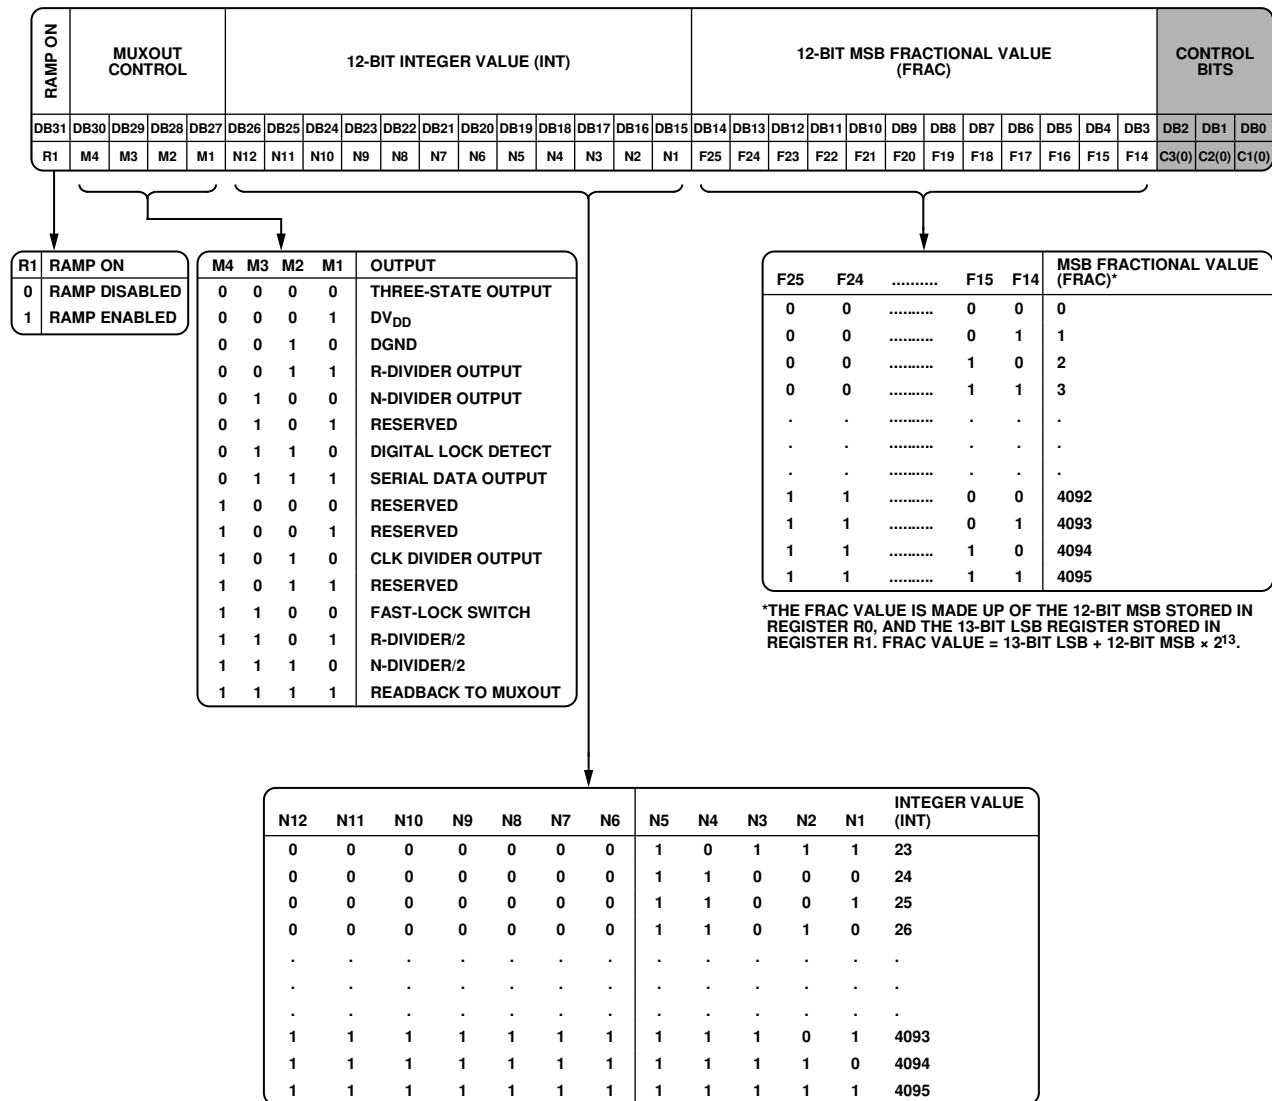 RAMP ON
MUXOUT
CONTROL
12-BIT INTEGER VALUE (INT)
12-BIT MSB FRACTIONAL VALUE
(FRAC)
CONTROL
BITS
DB31 DB30 DB29 DB28 DB27 DB26 DB25 DB24 DB23 DB22 DB21 DB20 DB19 DB18 DB17 DB16 DB15 DB14 DB13 DB12 DB11 DB10 DB9 DB8 DB7 DB6 DB5 DB4 DB3 DB2 DB1 DB0
R1 M4 M3 M2 M1 N12 N11 N10 N9 N8 N7 N6 N5 N4 N3 N2 N1 F25 F24 F23 F22 F21 F20 F19 F18 F17 F16 F15 F14 C3(0) C2(0) C1(0)
R1 RAMP ON
0 RAMP DISABLED
1 RAMP ENABLED
M4 M3 M2 M1 OUTPUT
0 0 0 0 THREE-STATE OUTPUT
0 0 0 1 DVDD
0 0 1 0 DGND
0 0 1 1 R-DIVIDER OUTPUT
0 1 0 0 N-DIVIDER OUTPUT
0 1 0 1 RESERVED
0 1 1 0 DIGITAL LOCK DETECT
0 1 1 1 SERIAL DATA OUTPUT
1 0 0 0 RESERVED
1 0 0 1 RESERVED
1 0 1 0 CLK DIVIDER OUTPUT
1 0 1 1 RESERVED
1 1 0 0 FAST-LOCK SWITCH
1 1 0 1 R-DIVIDER/2
1 1 1 0 N-DIVIDER/2
1 1 1 1 READBACK TO MUXOUT
F25 F24 .......... F15 F14 MSB FRACTIONAL VALUE
(FRAC)*
0 0 .......... 0 0 0
0 0 .......... 0 1 1
0 0 .......... 1 0 2
0 0 .......... 1 1 3
. . .......... . . .
. . .......... . . .
. . .......... . . .
1 1 .......... 0 0 4092
1 1 .......... 0 1 4093
1 1 .......... 1 0 4094
1 1 .......... 1 1 4095
*THE FRAC VALUE IS MADE UP OF THE 12-BIT MSB STORED IN
REGISTER R0, AND THE 13-BIT LSB REGISTER STORED IN
REGISTER R1. FRAC VALUE = 13-BIT LSB + 12-BIT MSB × 2¹³.
N12 N11 N10 N9 N8 N7 N6 N5 N4 N3 N2 N1 INTEGER VALUE
(INT)
0 0 0 0 0 0 0 1 0 1 1 1 23
0 0 0 0 0 0 0 1 1 0 0 0 24
0 0 0 0 0 0 0 1 1 0 0 1 25
0 0 0 0 0 0 0 1 1 0 1 0 26
. . . . . . . . . . . . .
. . . . . . . . . . . . .
. . . . . . . . . . . . .
1 1 1 1 1 1 1 1 1 1 0 1 4093
1 1 1 1 1 1 1 1 1 1 1 0 4094
1 1 1 1 1 1 1 1 1 1 1 1 4095